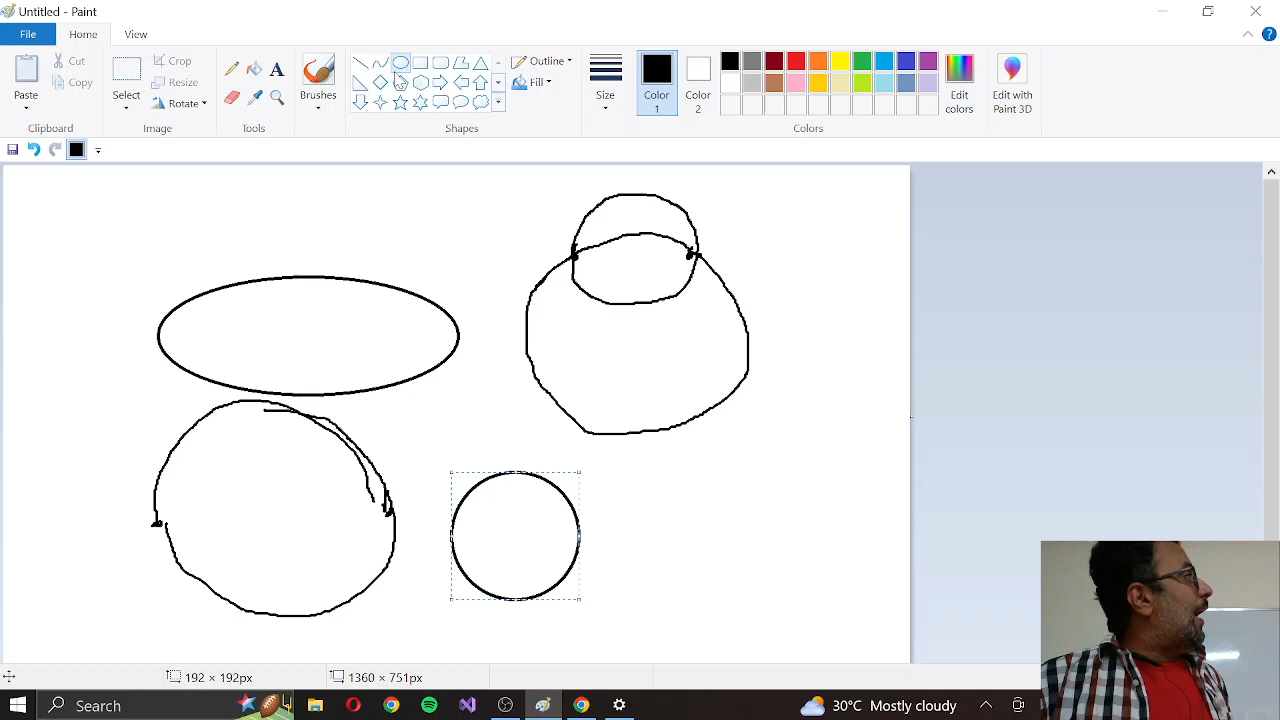 Untitled - Paint
File
Home
View
Paste
Cut
Copy
Clipboard
Select
Crop
Rotate
Image
Tools
Brushes
Outline
Fill
Shapes
Size
Color 1
Color 2
Edit colors
Edit with Paint 3D
Colors
192 × 192px
1360 × 751px
Search
30°C Mostly cloudy